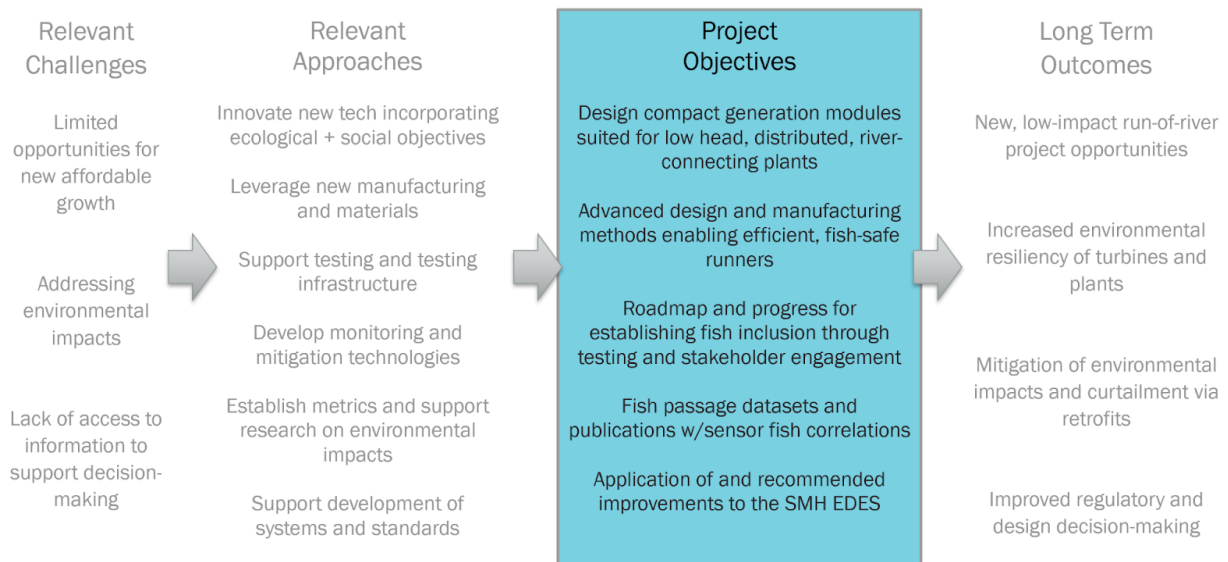 Relevant
Challenges
Limited
opportunities for
new affordable
growth
Addressing
environmental
impacts
Lack of access to
information to
support decision-
making
Relevant
Approaches
Innovate new tech incorporating
ecological + social objectives
Leverage new manufacturing
and materials
Support testing and testing
infrastructure
Develop monitoring and
mitigation technologies
Establish metrics and support
research on environmental
impacts
Support development of
systems and standards
Project
Objectives
Design compact generation modules
suited for low head, distributed, river-
connecting plants
Advanced design and manufacturing
methods enabling efficient, fish-safe
runners
Roadmap and progress for
establishing fish inclusion through
testing and stakeholder engagement
Fish passage datasets and
publications w/sensor fish correlations
Application of and recommended
improvements to the SMH EDES
Long Term
Outcomes
New, low-impact run-of-river
project opportunities
Increased environmental
resiliency of turbines and
plants
Mitigation of environmental
impacts and curtailment via
retrofits
Improved regulatory and
design decision-making